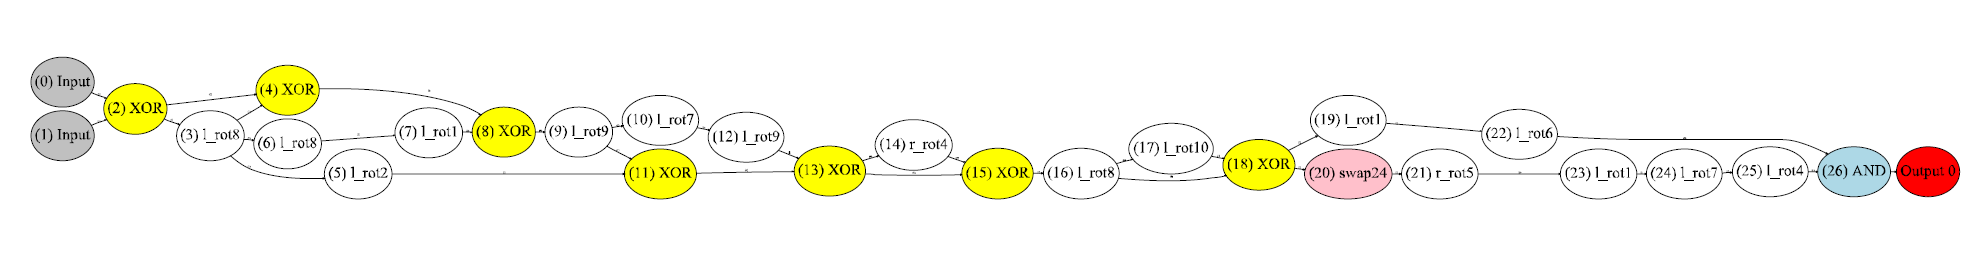 (0) Input
(1) Input
(2) XOR
(3) l_rot8
(4) XOR
(6) l_rot8
(5) l_rot2
(7) l_rot1
(8) XOR
(9) l_rot9
(10) l_rot7
(11) XOR
(12) l_rot9
(13) XOR
(14) r_rot4
(15) XOR
(16) l_rot8
(17) l_rot10
(18) XOR
(19) l_rot1
(20) swap24
(21) r_rot5
(22) l_rot6
(23) l_rot1
(24) l_rot7
(25) l_rot4
(26) AND
Output 0